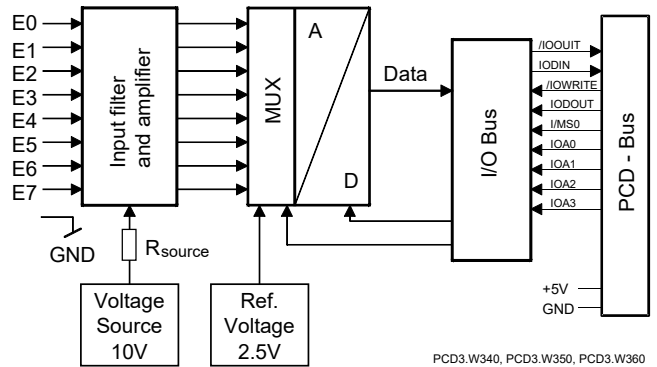 E0
E1
E2
E3
E4
E5
E6
E7
GND
Input filter
and amplifier
Rsource
Voltage
Source
10V
MUX
A
D
Ref.
Voltage
2.5V
Data
I/O Bus
/IOOUIT
IODIN
/IOWRITE
IODOUT
I/MS0
IOA0
IOA1
IOA2
IOA3
+5V
GND
PCD - Bus
PCD3.W340, PCD3.W350, PCD3.W360